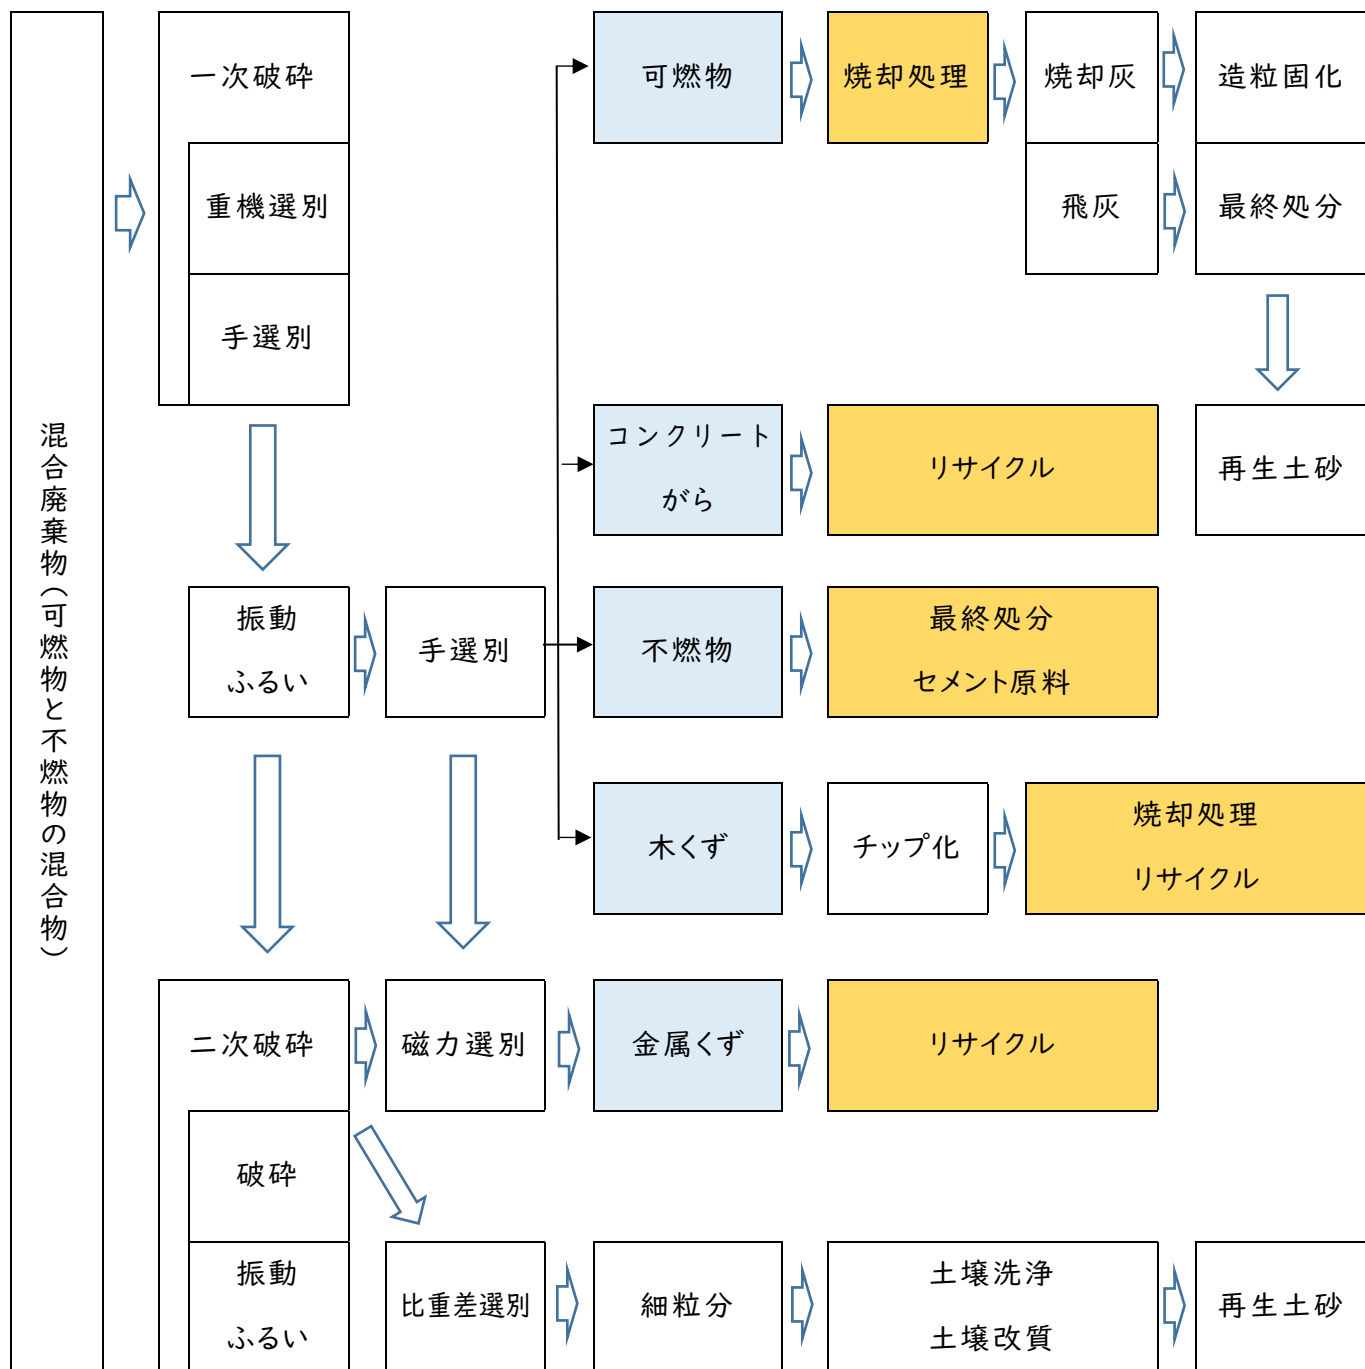 混合廃棄物（可燃物と不燃物の混合物）
一次破砕
重機選別
手選別
可燃物
焼却処理
焼却灰
造粒固化
飛灰
最終処分
コンクリート
がら
リサイクル
再生土砂
振動
ふるい
手選別
不燃物
最終処分
セメント原料
木くず
チップ化
焼却処理
リサイクル
二次破砕
磁力選別
金属くず
リサイクル
破砕
振動
ふるい
比重差選別
細粒分
土壌洗浄
土壌改質
再生土砂